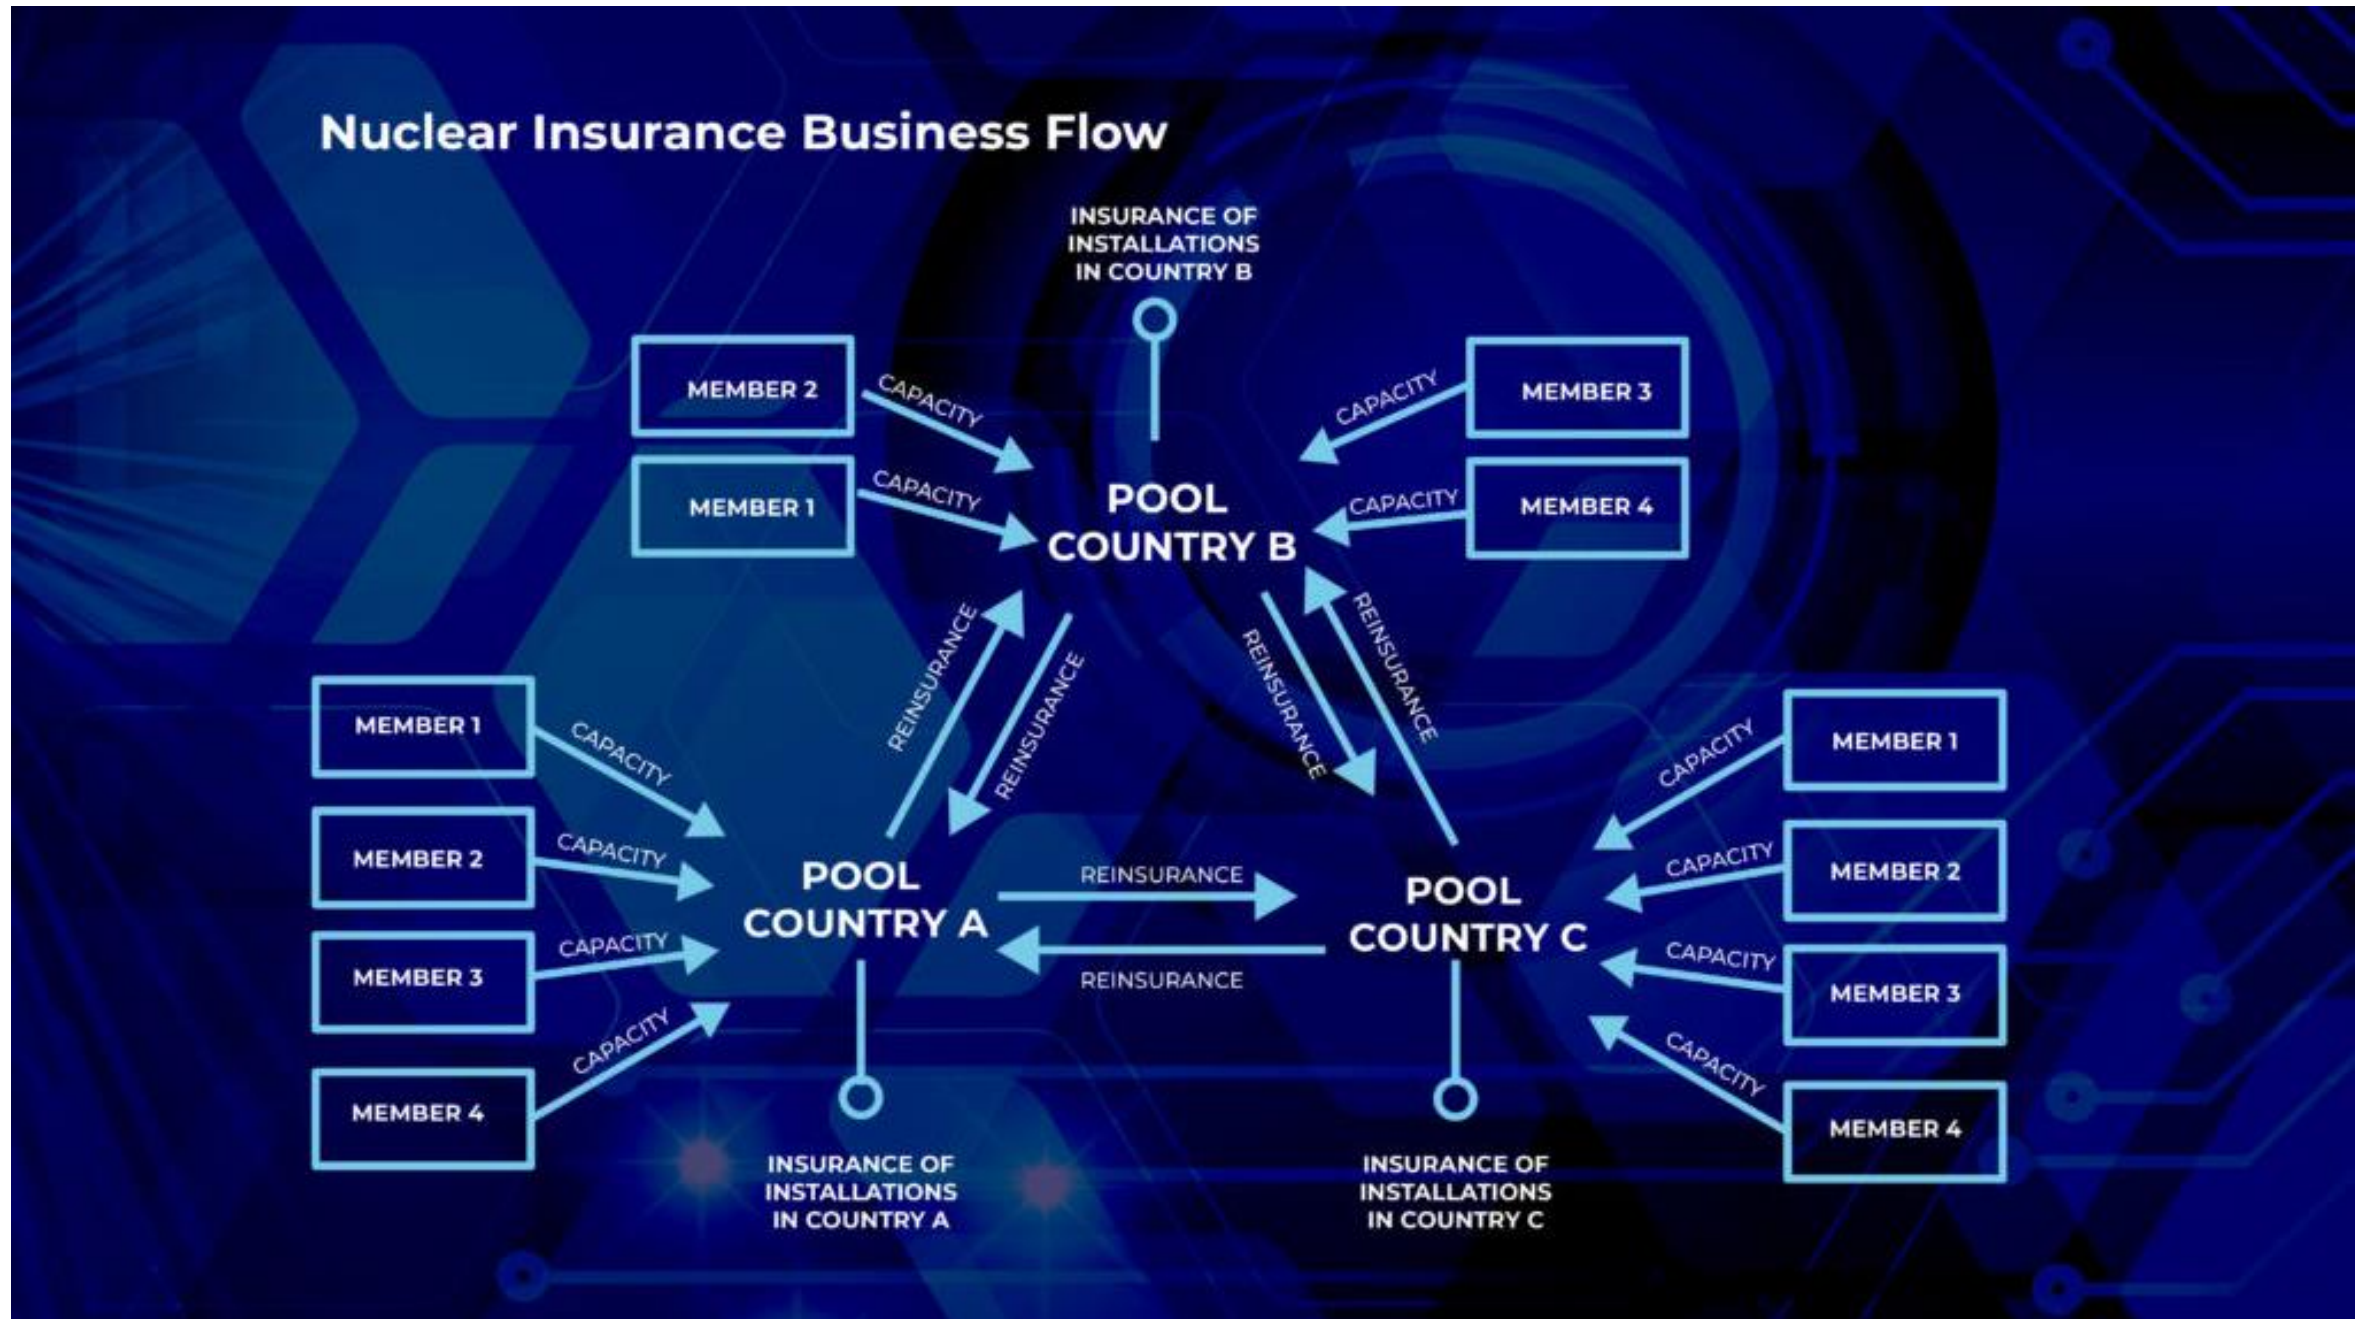 Nuclear Insurance Business Flow
INSURANCE OF
INSTALLATIONS
IN COUNTRY B
MEMBER 2
CAPACITY
MEMBER 1
CAPACITY
CAPACITY
MEMBER 3
CAPACITY
MEMBER 4
POOL
COUNTRY B
REINSURANCE
REINSURANCE
REINSURANCE
REINSURANCE
MEMBER 1
CAPACITY
MEMBER 2
CAPACITY
MEMBER 3
CAPACITY
MEMBER 4
CAPACITY
POOL
COUNTRY A
REINSURANCE
REINSURANCE
POOL
COUNTRY C
CAPACITY
MEMBER 1
CAPACITY
MEMBER 2
CAPACITY
MEMBER 3
CAPACITY
MEMBER 4
INSURANCE OF
INSTALLATIONS
IN COUNTRY A
INSURANCE OF
INSTALLATIONS
IN COUNTRY C